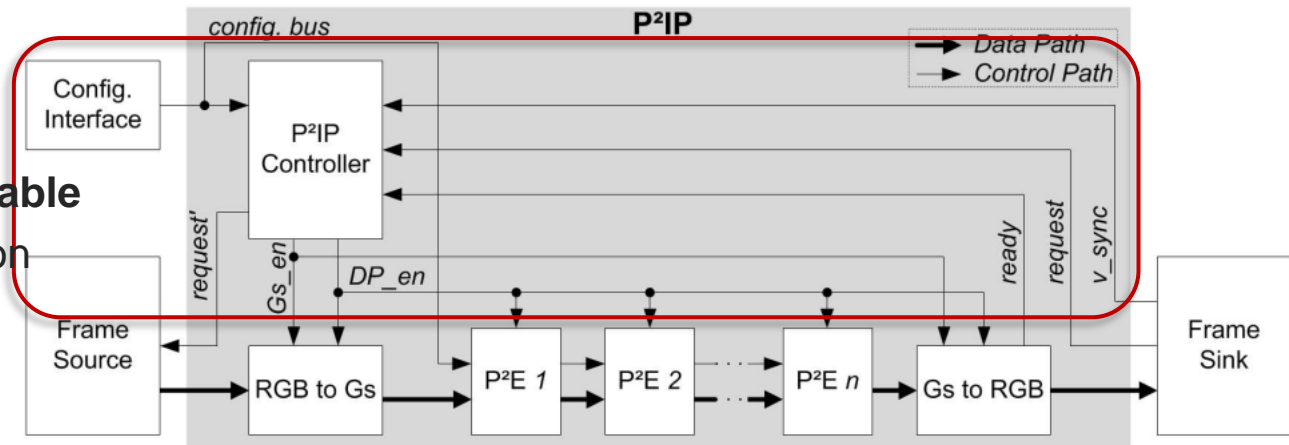 P²IP
config. bus
Data Path
Control Path
Config.
Interface
P²IP
Controller
able
on
request'
Gs_en
DP_en
ready
request
v_sync
Frame
Source
RGB to Gs
P²E 1
P²E 2
P²E n
Gs to RGB
Frame
Sink